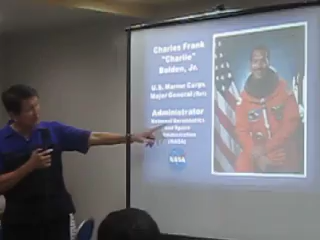 Charles Frank
"Charlie"
Bolden, Jr.
U.S. Marine Corps
Major General (Ret)
Administrator
National Aeronautics
and Space
Administration
(NASA)
NASA